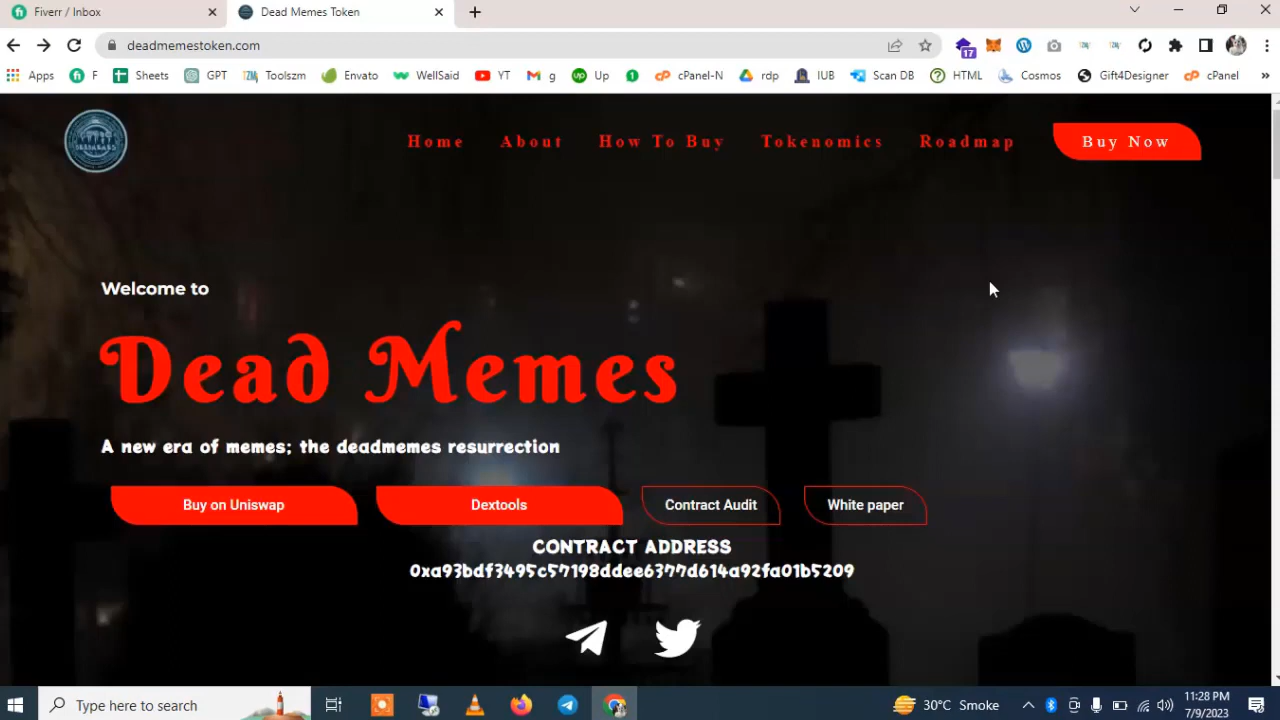 Fiverr / Inbox
Dead Memes Token
deadmemestoken.com
17
Apps
F
Sheets
GPT
Toolszm
Envato
WellSaid
YT
g
Up
cPanel-N
rdp
IUB
Scan DB
HTML
Cosmos
Gift4Designer
cPanel
Home
About
How To Buy
Tokenomics
Roadmap
Buy Now
Welcome to
Dead Memes
A new era of memes; the deadmemes resurrection
Buy on Uniswap
Dextools
Contract Audit
White paper
CONTRACT ADDRESS
0xa93bdf3495c57198ddee6377d614a92fa01b5209
Type here to search
30°C Smoke
11:28 PM
7/9/2023